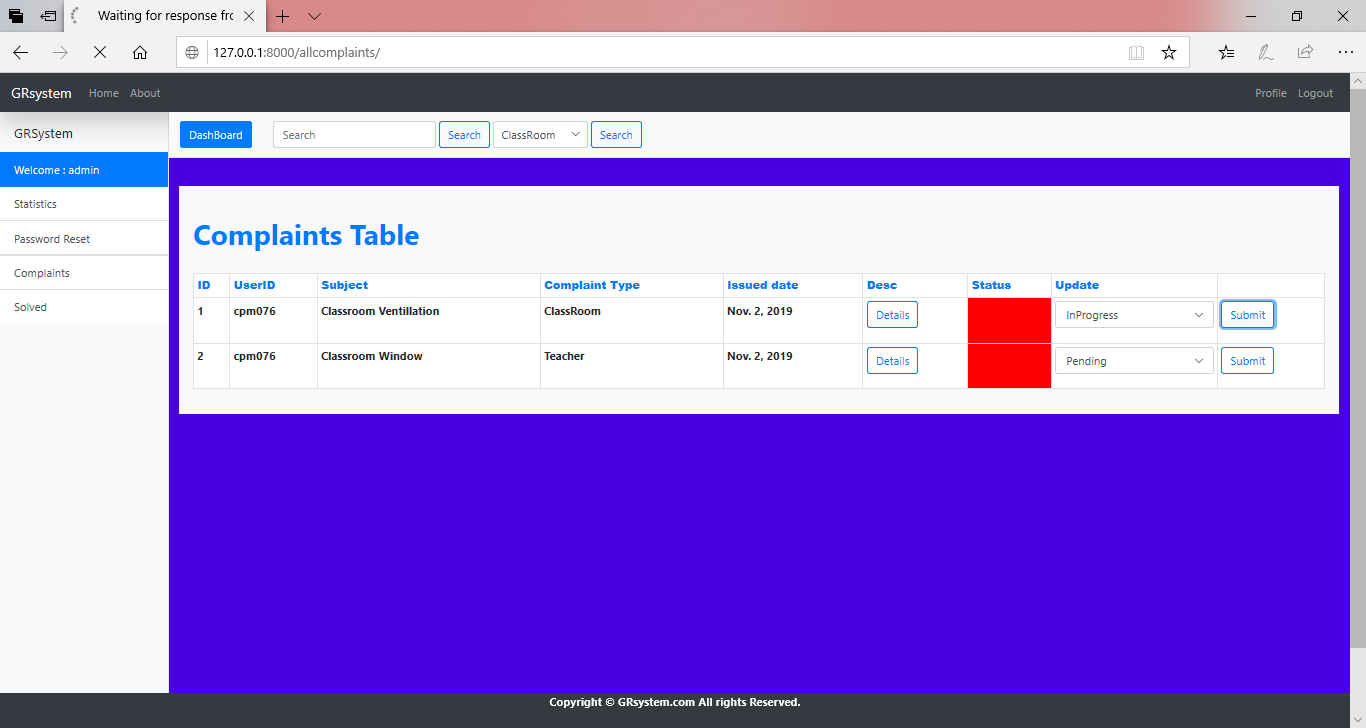 Waiting for response frc
127.0.0.1:8000/allcomplaints/
GRsystem Home About Profile Logout
GRSystem
DashBoard Search Search ClassRoom Search
Welcome : admin
Statistics
Password Reset
Complaints
Solved
Complaints Table
ID UserID Subject Complaint Type Issued date Desc Status Update
1 cpm076 Classroom Ventillation ClassRoom Nov. 2, 2019 Details InProgress Submit
2 cpm076 Classroom Window Teacher Nov. 2, 2019 Details Pending Submit
Copyright © GRsystem.com All rights Reserved.